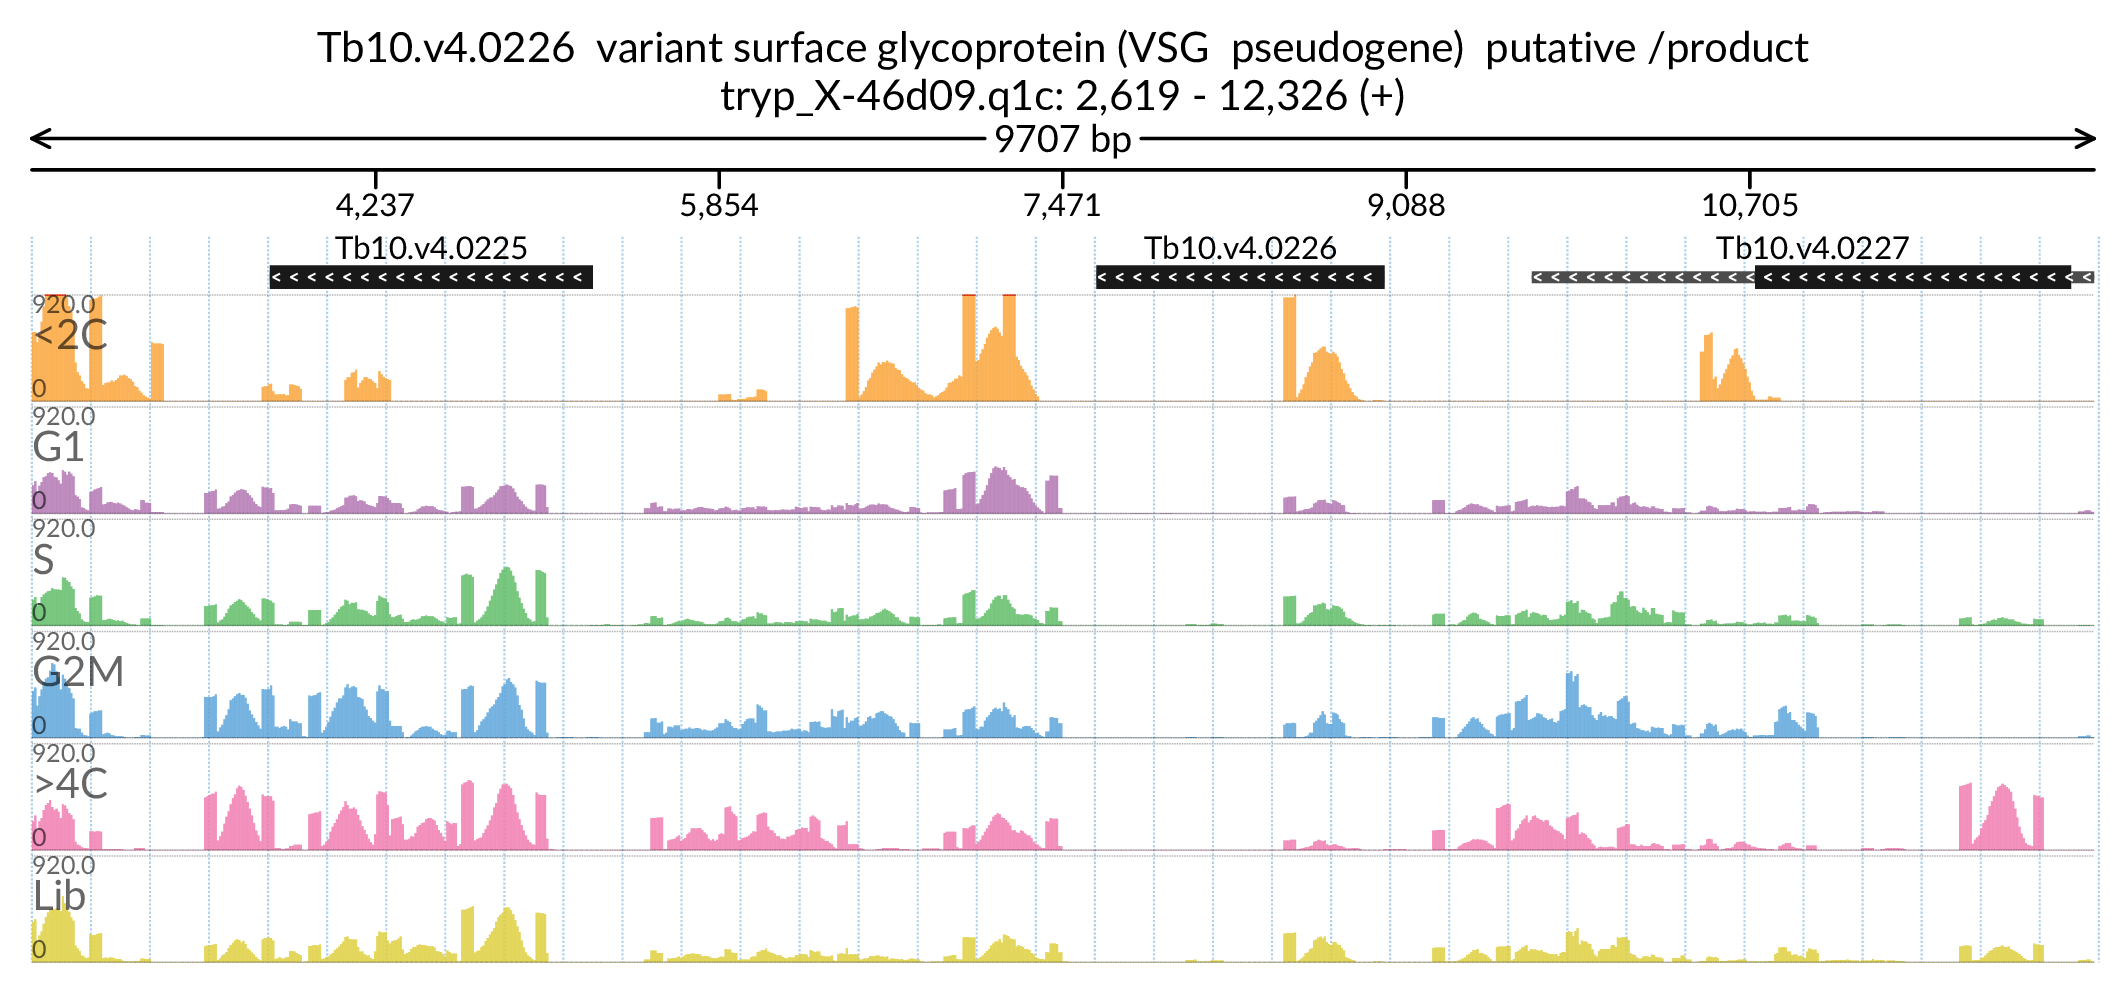 Tb10.v4.0226  variant surface glycoprotein (VSG  pseudogene)  putative /product
tryp_X-46d09.q1c: 2,619 - 12,326 (+)
9707 bp
4,237 5,854 7,471 9,088 10,705
Tb10.v4.0225 Tb10.v4.0226 Tb10.v4.0227
920.0
<2C
0
920.0
G1
0
920.0
S
0
920.0
G2M
0
920.0
>4C
0
920.0
Lib
0